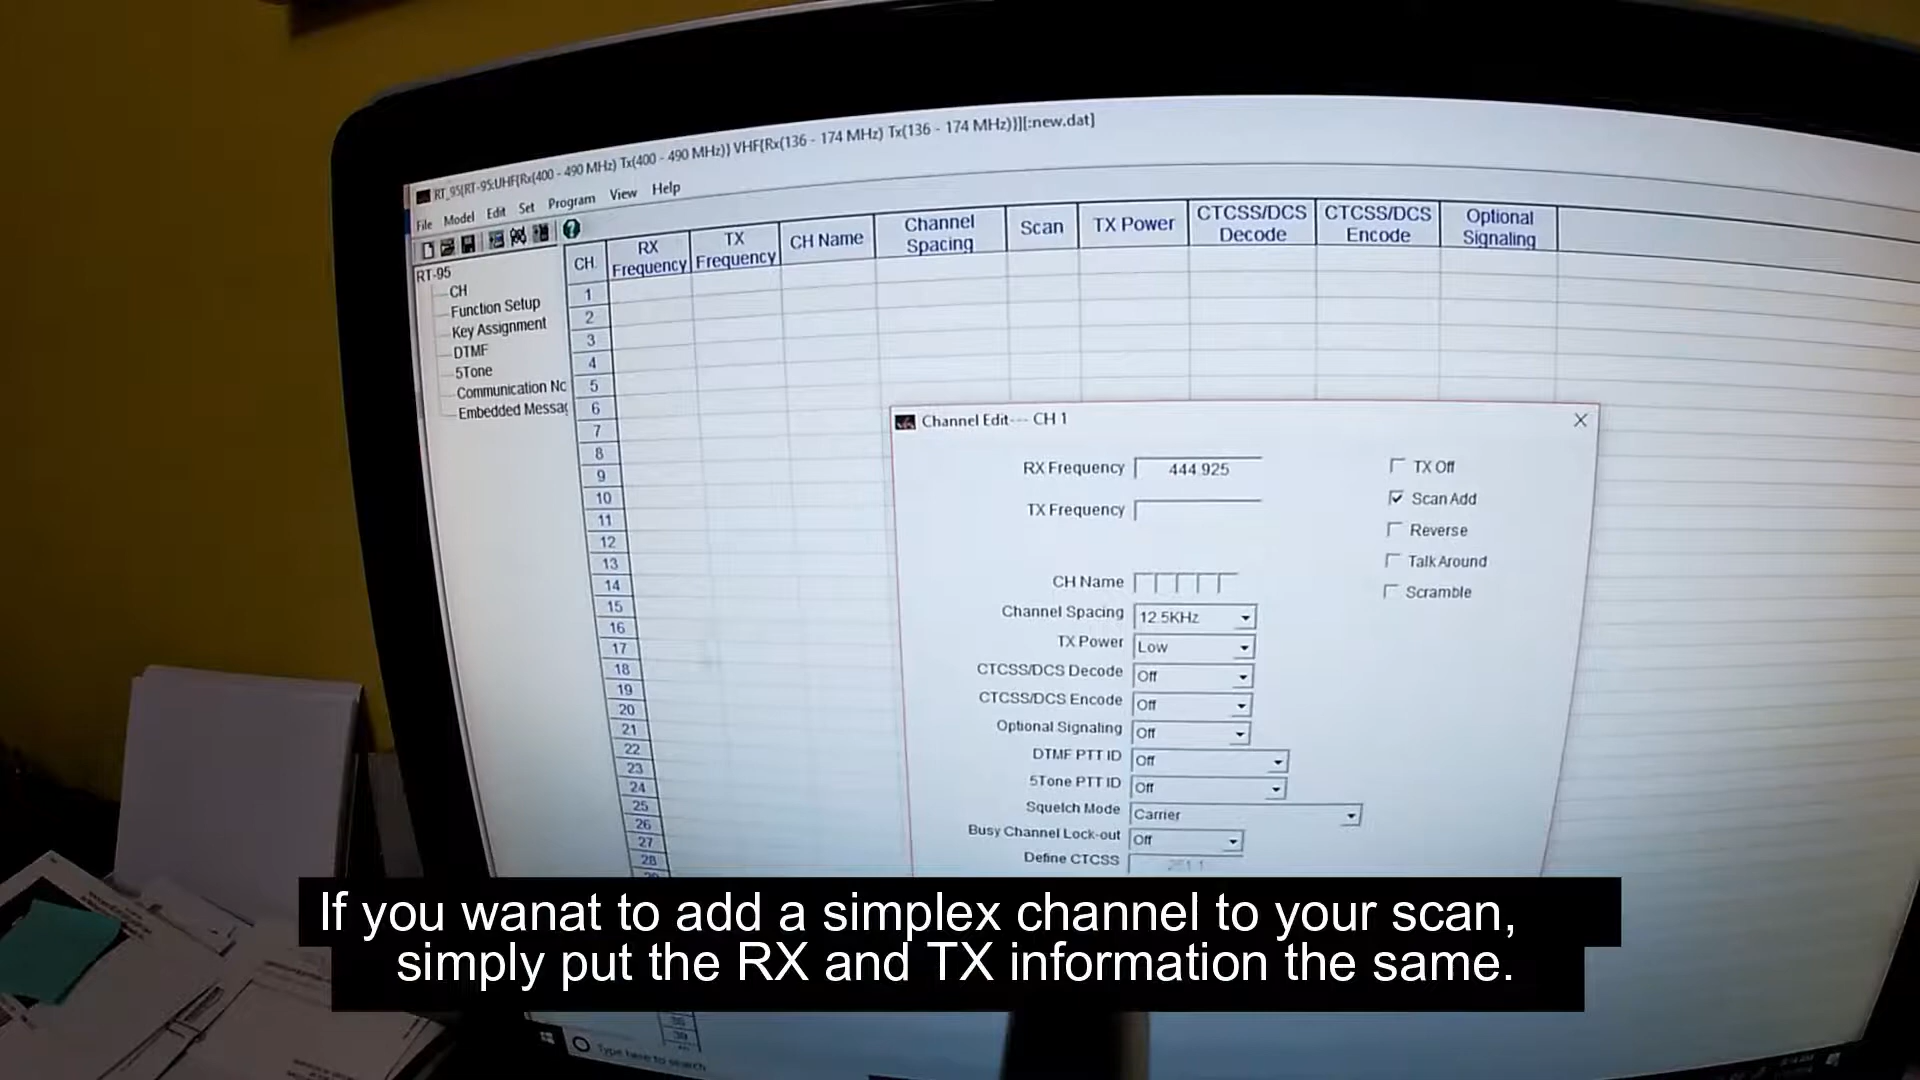 RT_95{RT-95:UHF{Rx(400 - 490 MHz) Tx(400 - 490 MHz)} VHF{Rx(136 - 174 MHz) Tx(136 - 174 MHz)}}[:new.dat]
File Model Edit Set Program View Help
RT-95
CH
Function Setup
Key Assignment
DTMF
5Tone
Communication Nc
Embedded Messag
CH. RX Frequency TX Frequency CH Name Channel Spacing Scan TX Power CTCSS/DCS Decode CTCSS/DCS Encode Optional Signaling
1
2
3
4
5
6
7
8
9
10
11
12
13
14
15
16
17
18
19
20
21
22
23
24
25
26
27
28
Channel Edit--- CH 1
RX Frequency 444.925
TX Frequency
CH Name
Channel Spacing 12.5KHz
TX Power Low
CTCSS/DCS Decode Off
CTCSS/DCS Encode Off
Optional Signaling Off
DTMF PTT ID Off
5Tone PTT ID Off
Squelch Mode Carrier
Busy Channel Lock-out Off
Define CTCSS
TX Off
Scan Add
Reverse
Talk Around
Scramble
If you wanat to add a simplex channel to your scan,
simply put the RX and TX information the same.
Type here to search